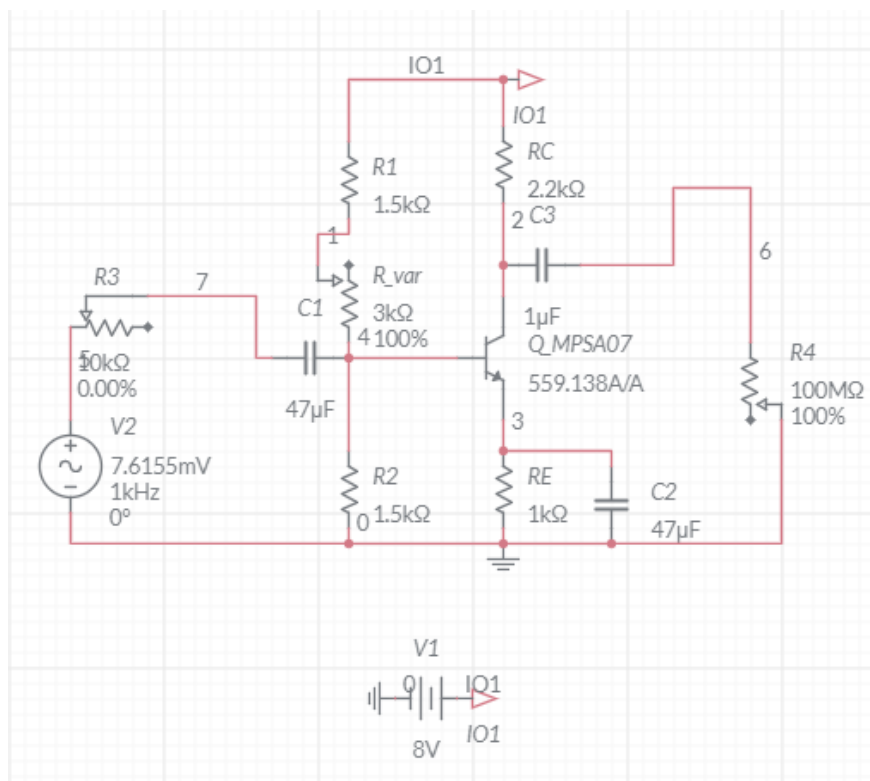 IO1
IO1
R1
1.5kΩ
RC
2.2kΩ
2
C3
1
R3
7
6
R_var
3kΩ
100%
C1
4
1μF
Q_MPSA07
559.138A/A
R4
100MΩ
100%
5
10kΩ
0.00%
47μF
3
V2
7.6155mV
1kHz
0°
R2
1.5kΩ
0
RE
1kΩ
C2
47μF
V1
0
IO1
IO1
8V